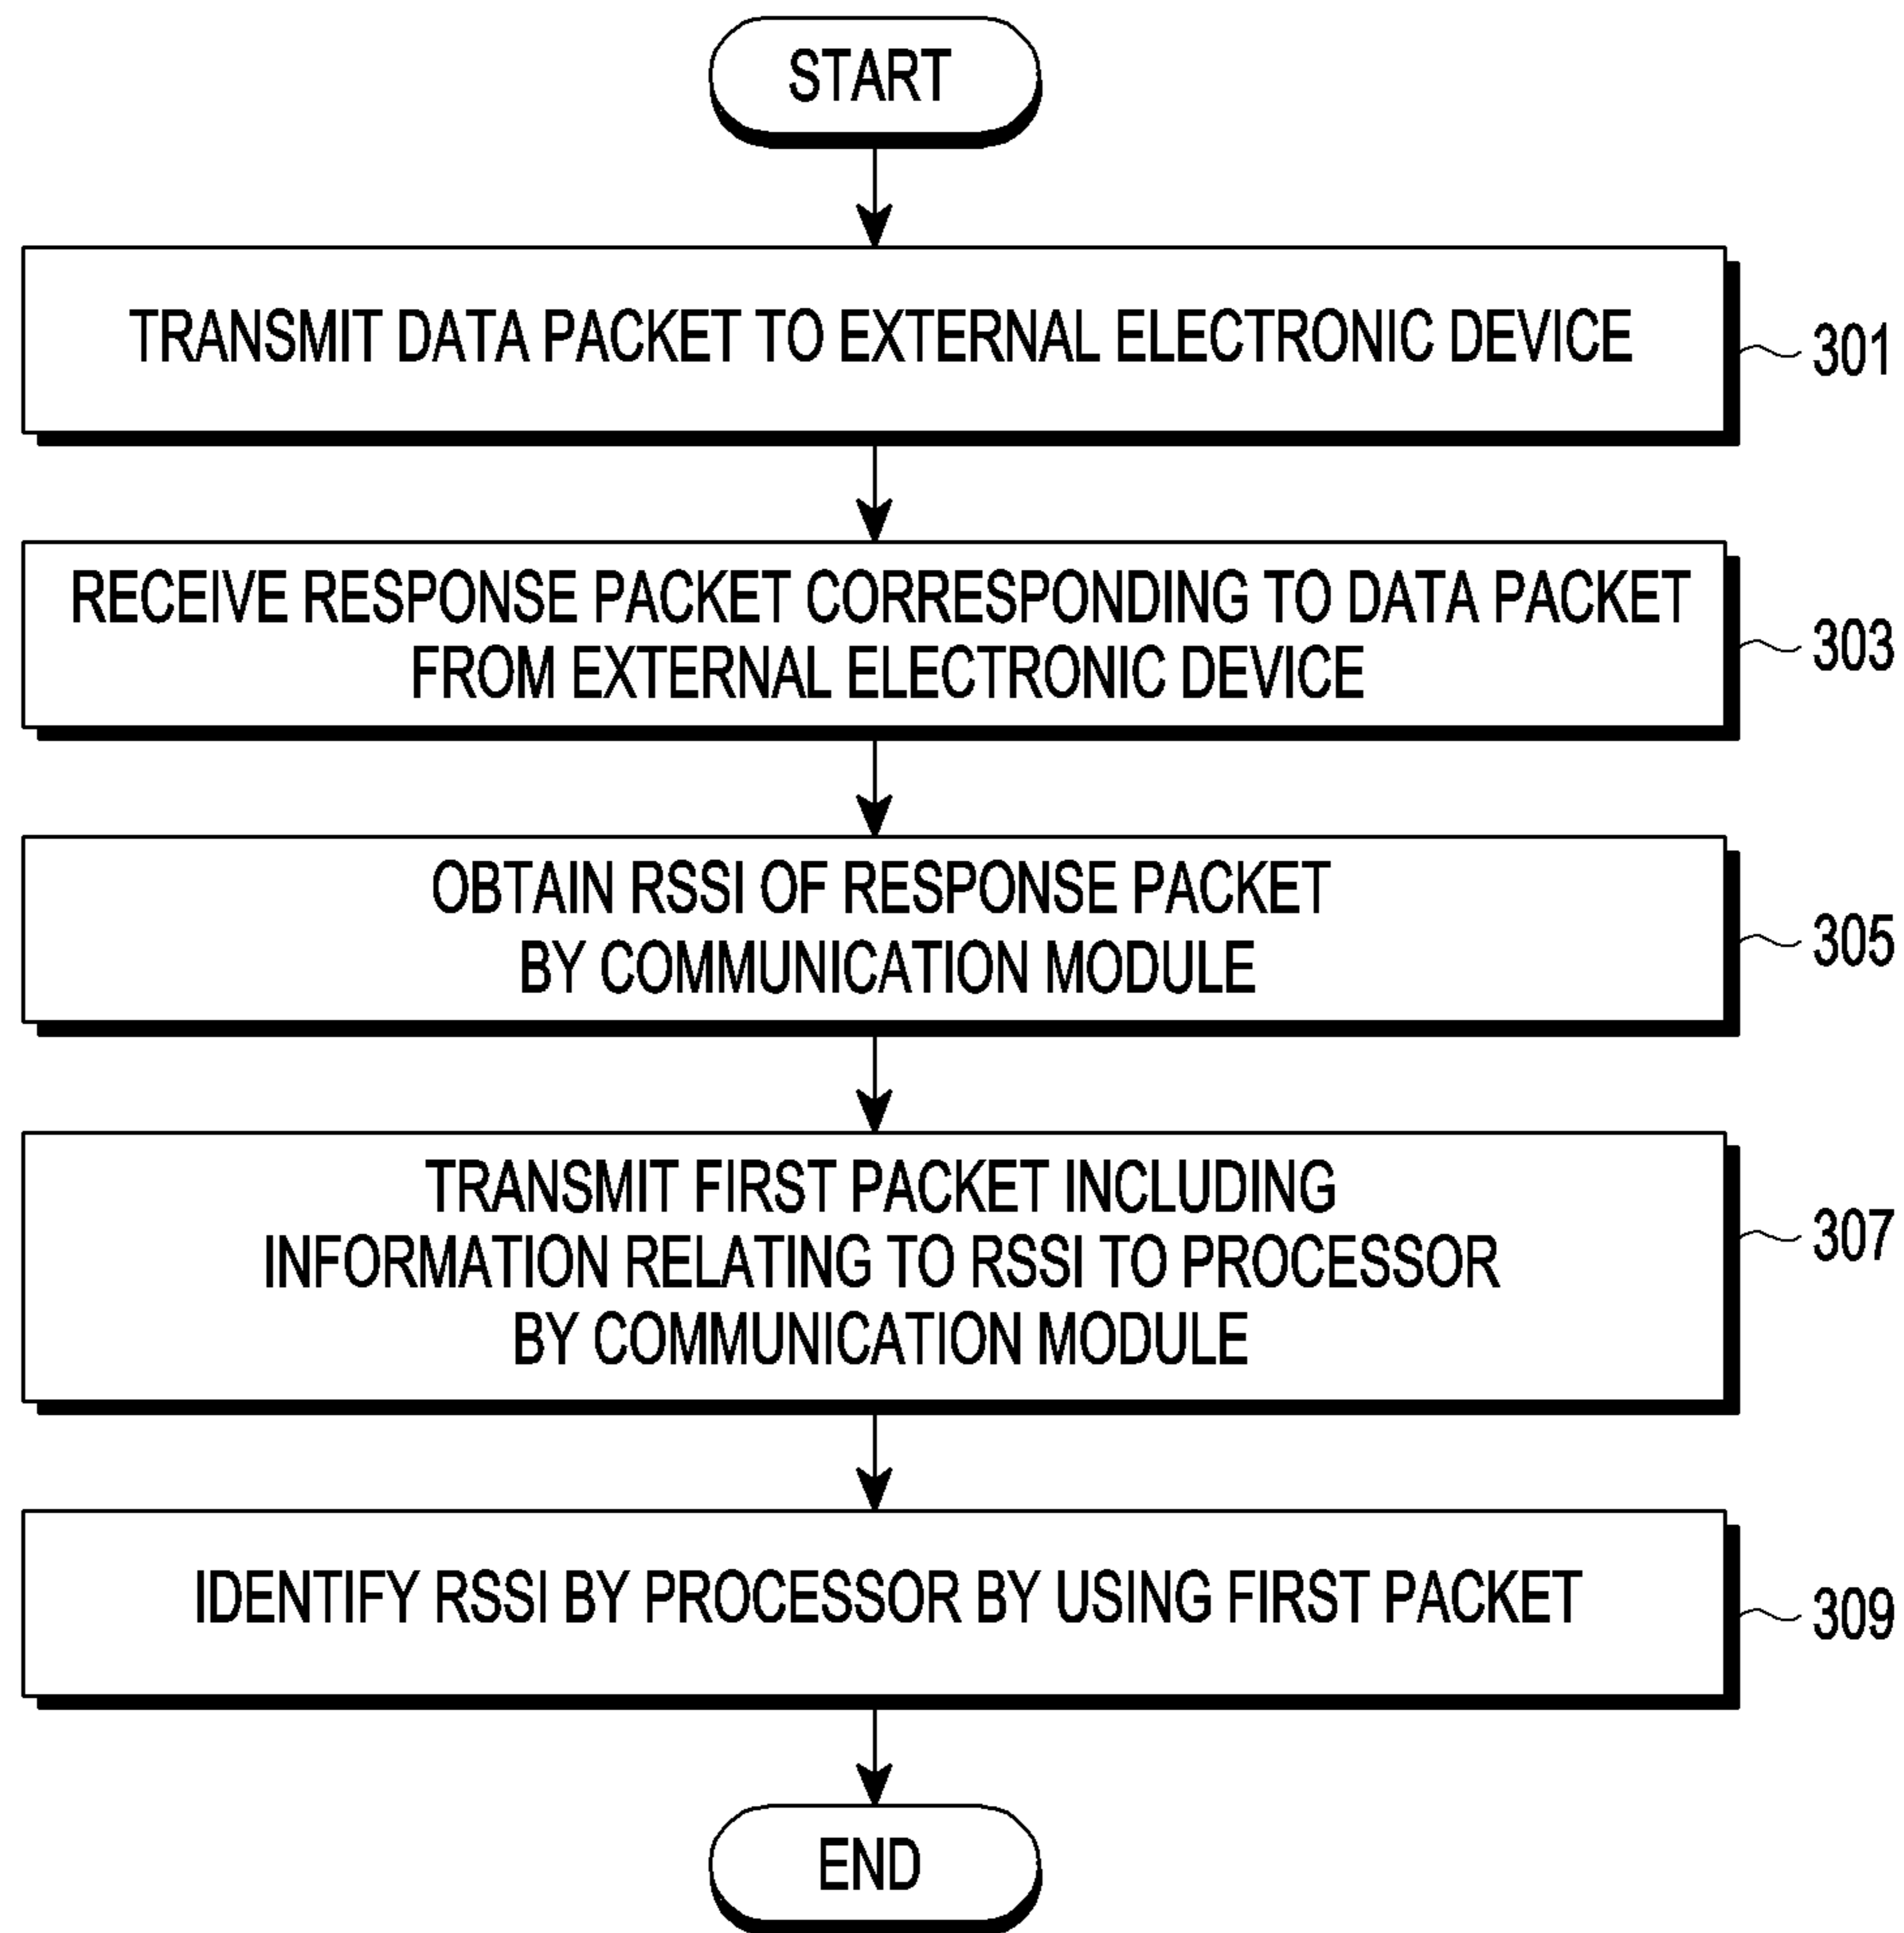 START
TRANSMIT DATA PACKET TO EXTERNAL ELECTRONIC DEVICE
301
RECEIVE RESPONSE PACKET CORRESPONDING TO DATA PACKET
FROM EXTERNAL ELECTRONIC DEVICE
303
OBTAIN RSSI OF RESPONSE PACKET
BY COMMUNICATION MODULE
305
TRANSMIT FIRST PACKET INCLUDING
INFORMATION RELATING TO RSSI TO PROCESSOR
BY COMMUNICATION MODULE
307
IDENTIFY RSSI BY PROCESSOR BY USING FIRST PACKET
309
END